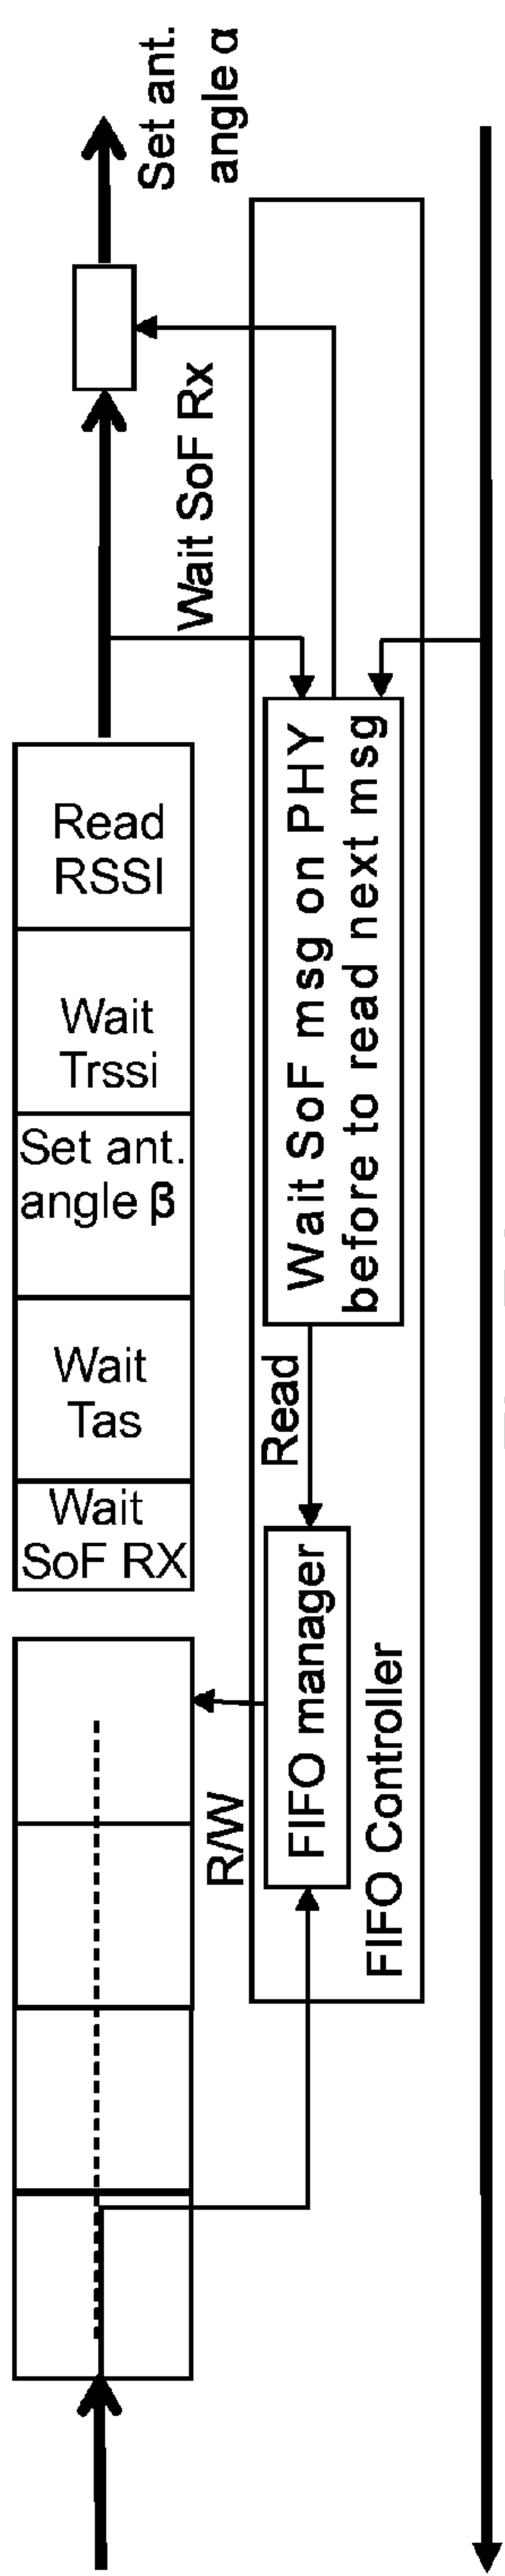 Set ant.
angle α
Wait SoF Rx
Read
RSSI
Wait
Trssi
Set ant.
angle β
Wait
Tas
Wait
SoF RX
Wait SoF msg on PHY
before to read next msg
Read
FIFO manager
R/W
FIFO Controller